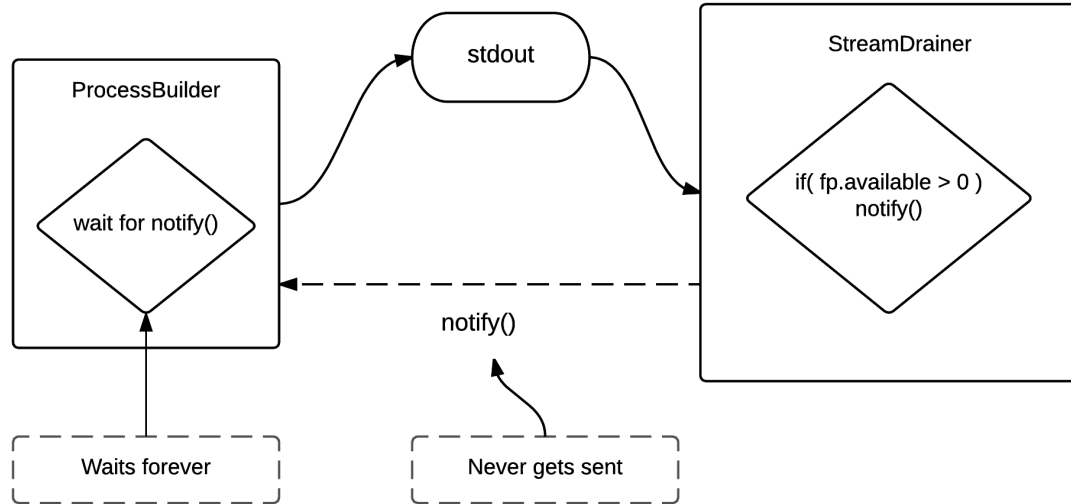 stdout
StreamDrainer
ProcessBuilder
if( fp.available > 0 )
notify()
wait for notify()
notify()
Waits forever
Never gets sent